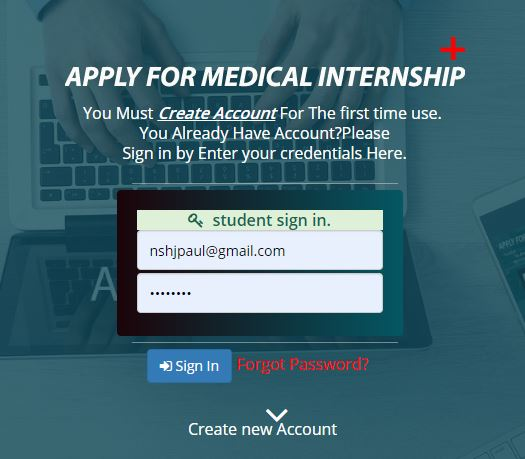 APPLY FOR MEDICAL INTERNSHIP
You Must Create Account For The first time use.
You Already Have Account?Please
Sign in by Enter your credentials Here.
student sign in.
nshjpaul@gmail.com
••••••••
Sign In Forgot Password?
Create new Account